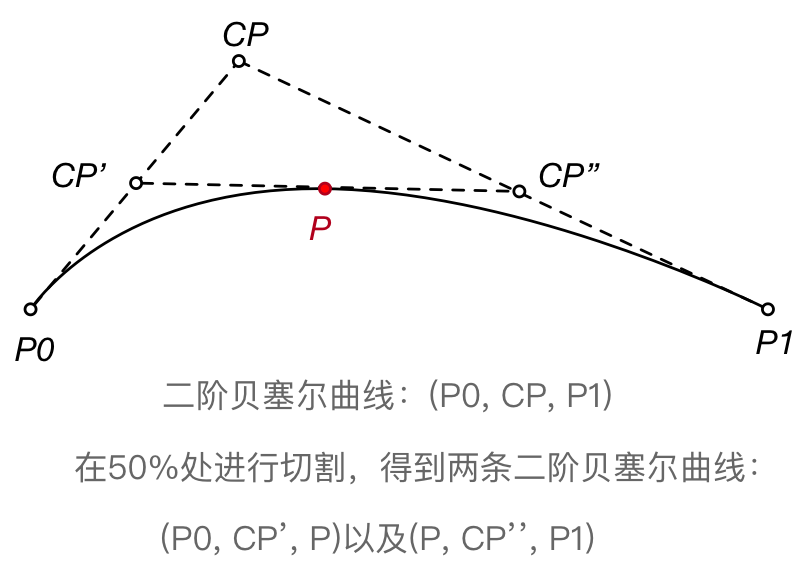 CP
CP’
CP”
P
P0
P1
二阶贝塞尔曲线：(P0, CP, P1)
在50%处进行切割，得到两条二阶贝塞尔曲线：
(P0, CP’, P)以及(P, CP’’, P1)